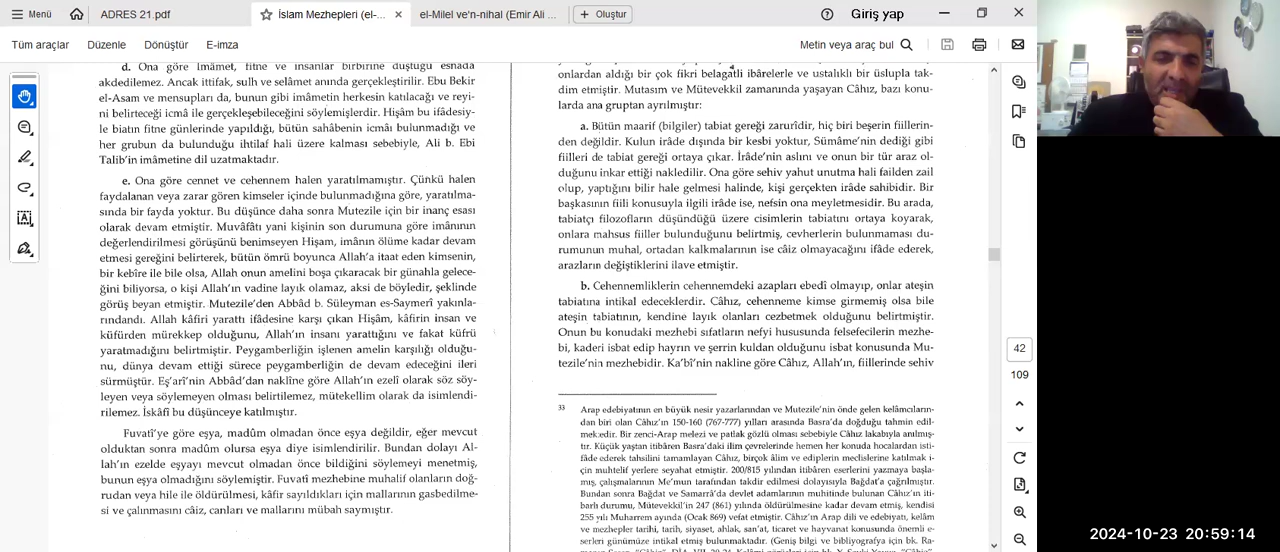 Menü
ADRES 21.pdf
İslam Mezhepleri (el-...
el-Milel ve'n-nihal (Emir Ali ...
Oluştur
Giriş yap
Tüm araçlar
Düzenle
Dönüştür
E-imza
Metin veya araç bul
d. Ona göre İmâmet, fitne ve insanlar birbirine düştüğü esnada
akdedilemez. Ancak ittifak, sulh ve selâmet anında gerçekleştirilir. Ebu Bekir
el-Asam ve mensupları da, bunun gibi imâmetin herkesin katılacağı ve reyi-
ni belirteceği icmâ ile gerçekleşebileceğini söylemişlerdir. Hişâm bu ifâdesiy-
le biatın fitne günlerinde yapıldığı, bütün sahâbenin icmâı bulunmadığı ve
her grubun da bulunduğu ihtilaf hali üzere kalması sebebiyle, Ali b. Ebi
Talib'in imâmetine dil uzatmaktadır.
e. Ona göre cennet ve cehennem halen yaratılmamıştır. Çünkü halen
faydalanan veya zarar gören kimseler içinde bulunmadığına göre, yaratılma-
sında bir fayda yoktur. Bu düşünce daha sonra Mutezile için bir inanç esası
olarak devam etmiştir. Muvâfâtı yani kişinin son durumuna göre imânının
değerlendirilmesi görüşünü benimseyen Hişam, imânın ölüme kadar devam
etmesi gereğini belirterek, bütün ömrü boyunca Allah'a itaat eden kimsenin,
bir kebîre ile bile olsa, Allah onun amelini boşa çıkaracak bir günahla gelece-
ğini biliyorsa, o kişi Allah'ın vadine layık olamaz, aksi de böyledir, şeklinde
görüş beyan etmiştir. Mutezile'den Abbâd b. Süleyman es-Saymerî yakınla-
rındandı. Allah kâfiri yarattı ifâdesine karşı çıkan Hişâm, kâfirin insan ve
küfürden mürekkep olduğunu, Allah'ın insanı yarattığını ve fakat küfrü
yaratmadığını belirtmiştir. Peygamberliğin işlenen amelin karşılığı olduğu-
nu, dünya devam ettiği sürece peygamberliğin de devam edeceğini ileri
sürmüştür. Eş'arî'nin Abbâd'dan nakline göre Allah'ın ezelî olarak söz söy-
leyen veya söylemeyen olması belirtilemez, mütekellim olarak da isimlendi-
rilemez. İskâfî bu düşünceye katılmıştır.
Fuvatî'ye göre eşya, madûm olmadan önce eşya değildir, eğer mevcut
olduktan sonra madûm olursa eşya diye isimlendirilir. Bundan dolayı Al-
lah'ın ezelde eşyayı mevcut olmadan önce bildiğini söylemeyi menetmiş,
bunun eşya olmadığını söylemiştir. Fuvatî mezhebine muhalif olanların doğ-
rudan veya hile ile öldürülmesi, kâfir sayıldıkları için mallarının gasbedilme-
si ve çalınmasını câiz, canları ve mallarını mübah saymıştır.
onlardan aldığı bir çok fikri belagatli ibârelerle ve ustalıklı bir üslupla tak-
dim etmiştir. Mutasım ve Mütevekkil zamanında yaşayan Câhız, bazı konu-
larda ana gruptan ayrılmıştır:
a. Bütün maarif (bilgiler) tabiat gereği zarurîdir, hiç biri beşerin fiillerin-
den değildir. Kulun irâde dışında bir kesbi yoktur, Sümâme'nin dediği gibi
fiilleri de tabiat gereği ortaya çıkar. İrâde'nin aslını ve onun bir tür araz ol-
duğunu inkar ettiği nakledilir. Ona göre sehiv yahut unutma hali failden zail
olup, yaptığını bilir hale gelmesi halinde, kişi gerçekten irâde sahibidir. Bir
başkasının fiili konusuyla ilgili irâde ise, nefsin ona meyletmesidir. Bu arada,
tabiatçı filozofların düşündüğü üzere cisimlerin tabiatını ortaya koyarak,
onlara mahsus fiiller bulunduğunu belirtmiş, cevherlerin bulunmaması du-
rumunun muhal, ortadan kalkmalarının ise câiz olmayacağını ifâde ederek,
arazların değiştiklerini ilave etmiştir.
b. Cehennemliklerin cehennemdeki azapları ebedî olmayıp, onlar ateşin
tabiatına intikal edeceklerdir. Câhız, cehenneme kimse girmemiş olsa bile
ateşin tabiatının, kendine layık olanları cezbetmek olduğunu belirtmiştir.
Onun bu konudaki mezhebi sıfatların nefyi hususunda felsefecilerin mezhe-
bi, kaderi isbat edip hayrın ve şerrin kuldan olduğunu isbat konusunda Mu-
tezile'nin mezhebidir. Ka'bî'nin nakline göre Câhız, Allah'ın, fiillerinde sehiv
33 Arap edebiyatının en büyük nesir yazarlarından ve Mutezile'nin önde gelen kelâmcıların-
dan biri olan Câhız'ın 150-160 (767-777) yılları arasında Basra'da doğduğu tahmin edil-
mektedir. Bir zenci-Arap melezi ve patlak gözlü olması sebebiyle Câhız lakabıyla anılmış-
tır. Küçük yaştan itibâren Basra'daki ilim çevrelerinde hemen her konuda hocalardan isti-
fâde ederek tahsilini tamamlayan Câhız, birçok âlim ve ediplerin meclislerine katılmak i-
çin muhtelif yerlere seyahat etmiştir. 200/815 yılından itibâren eserlerini yazmaya başla-
mış, çalışmalarının Me'mun tarafından takdir edilmesi dolayısıyla Bağdat'a çağrılmıştır.
Bundan sonra Bağdat ve Samarrâ'da devlet adamlarının muhitinde bulunan Câhız'ın iti-
barlı durumu, Mütevekkil'in 247 (861) yılında öldürülmesine kadar devam etmiş, kendisi
255 yılı Muharrem ayında (Ocak 869) vefat etmiştir. Câhız'ın Arap dili ve edebiyatı, kelâm
ve mezhepler tarihi, tarih, siyaset, ahlak, san'at, ticaret ve hayvanat konusunda önemli e-
serleri günümüze intikal etmiş bulunmaktadır. (Geniş bilgi ve bibliyografya için bk. Ra-
42
109
2024-10-23 20:59:14